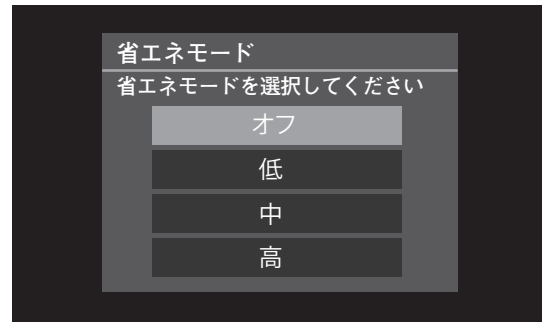 省エネモード
省エネモードを選択してください
オフ
低
中
高